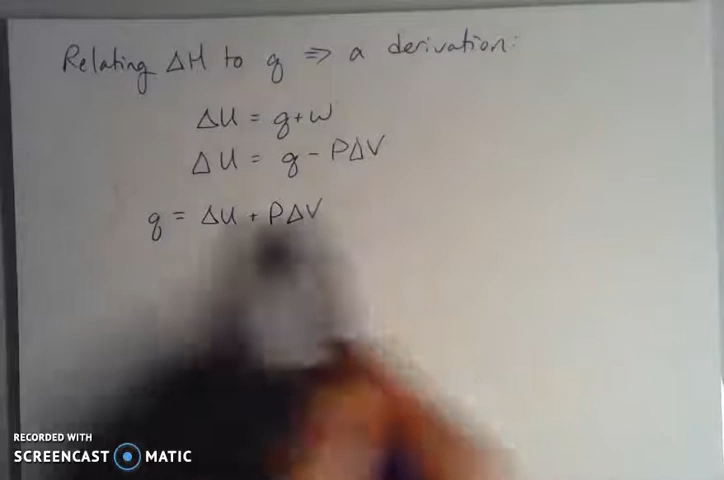 Relating ΔH to q ⇒ a derivation:
ΔU = q + W
ΔU = q - PΔV
q = ΔU + PΔV
RECORDED WITH
SCREENCAST MATIC